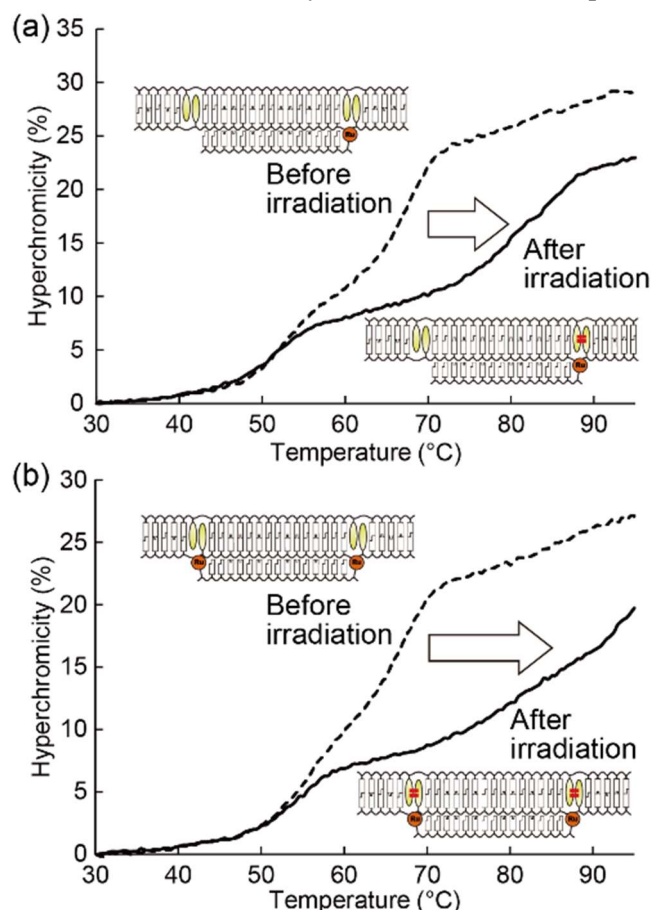 (a)
35
30
25
20
15
10
5
0
Hyperchromicity (%)
Ru
Before
irradiation
After
irradiation
Ru
30 40 50 60 70 80 90
Temperature (°C)
(b)
30
25
20
15
10
5
0
Hyperchromicity (%)
Ru Ru
Before
irradiation
After
irradiation
Ru Ru
30 40 50 60 70 80 90
Temperature (°C)